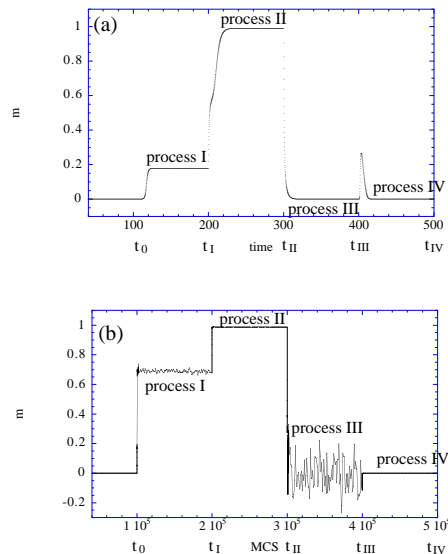 (a)
process II
1
0.8
0.6
m
0.4
process I
0.2
process IV
0
process III
100 200 300 400 500
t0 tI time tII tIII tIV
(b)
process II
1
0.8
process I
0.6
m
0.4
process III
0.2
process IV
0
-0.2
1 10^5 2 10^5 3 10^5 4 10^5 5 10^5
t0 tI MCS tII tIII tIV